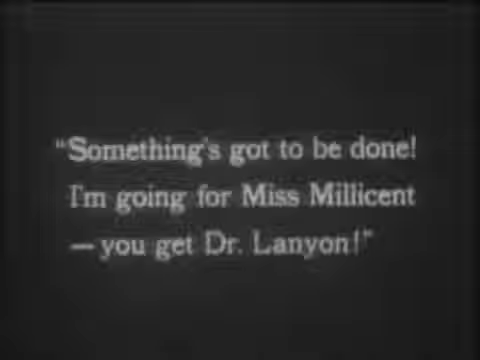 "Something's got to be done!
I'm going for Miss Millicent
—you get Dr. Lanyon!"